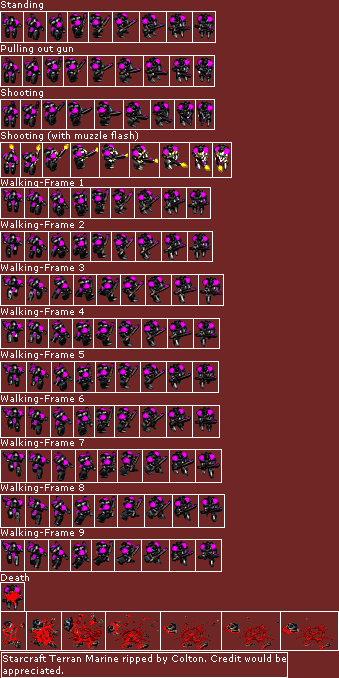 Standing
Pulling out gun
Shooting
Shooting (with muzzle flash)
Walking-Frame 1
Walking-Frame 2
Walking-Frame 3
Walking-Frame 4
Walking-Frame 5
Walking-Frame 6
Walking-Frame 7
Walking-Frame 8
Walking-Frame 9
Death
Starcraft Terran Marine ripped by Colton. Credit would be
appreciated.